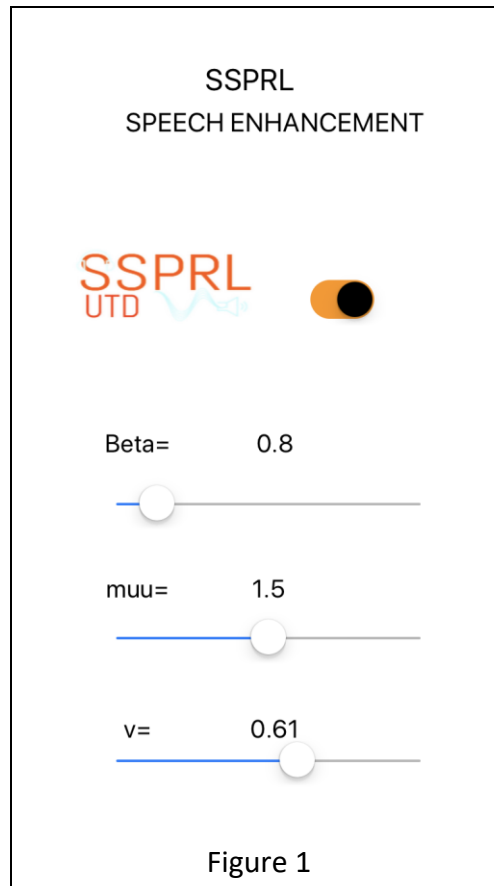 SSPRL
SPEECH ENHANCEMENT
SSPRL
UTD
Beta= 0.8
muu= 1.5
v= 0.61
Figure 1